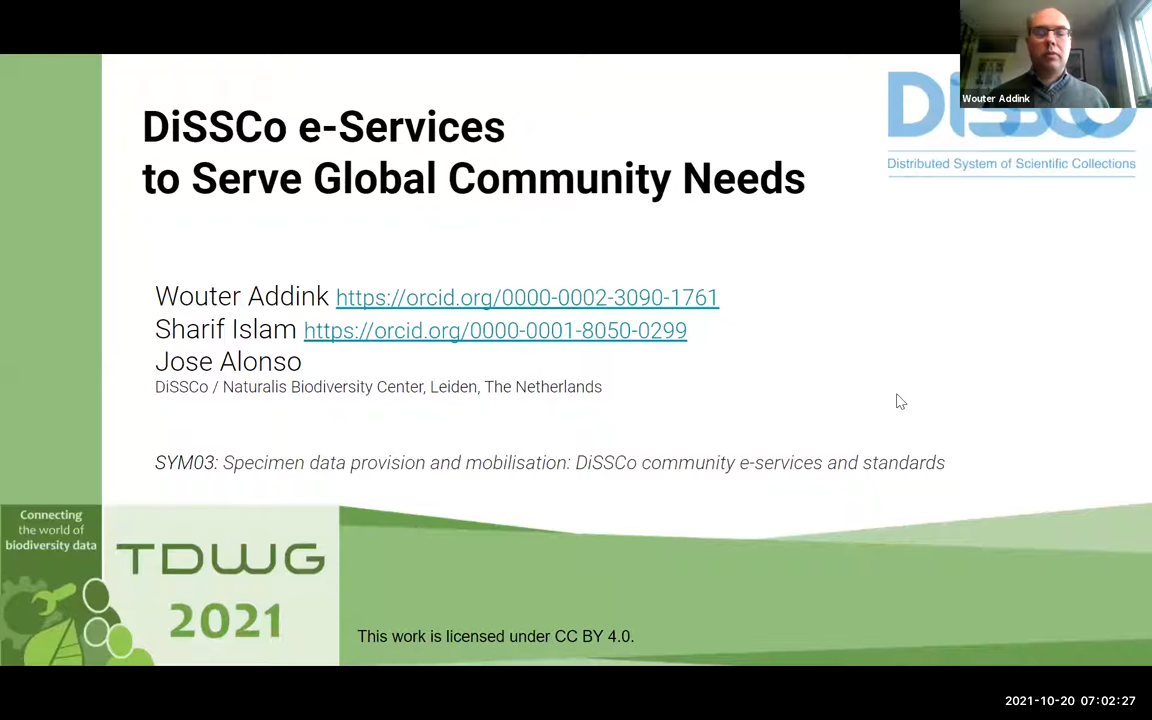 DiSSCo e-Services
to Serve Global Community Needs
Wouter Addink
DiSSCo
Distributed System of Scientific Collections
Wouter Addink https://orcid.org/0000-0002-3090-1761
Sharif Islam https://orcid.org/0000-0001-8050-0299
Jose Alonso
DiSSCo / Naturalis Biodiversity Center, Leiden, The Netherlands
SYM03: Specimen data provision and mobilisation: DiSSCo community e-services and standards
Connecting
the world of
biodiversity data
TDWG
2021
This work is licensed under CC BY 4.0.
2021-10-20 07:02:27